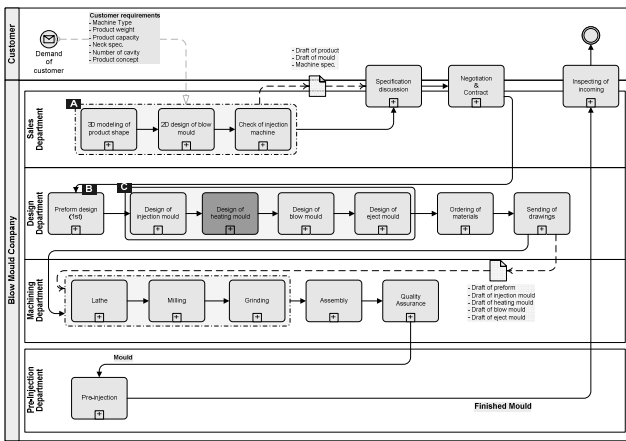 Customer
Demand
of
customer
Customer requirements
- Machine Type
- Product weight
- Product capacity
- Neck spec.
- Number of cavity
- Product concept
- Draft of product
- Draft of mould
- Machine spec.
Specification
discussion
Negotiation
&
Contract
Inspecting of
incoming
Blow Mould Company
Sales
Department
A
3D modeling of
product shape
2D design of blow
mould
Check of injection
machine
Design
Department
B
Preform design
(1st)
C
Design of
injection mould
Design of
heating mould
Design of
blow mould
Design of
eject mould
Ordering of
materials
Sending of
drawings
Machining
Department
Lathe
Milling
Grinding
Assembly
Quality
Assurance
- Draft of preform
- Draft of injection mould
- Draft of heating mould
- Draft of blow mould
- Draft of eject mould
Pre-Injection
Department
Mould
Pre-injection
Finished Mould